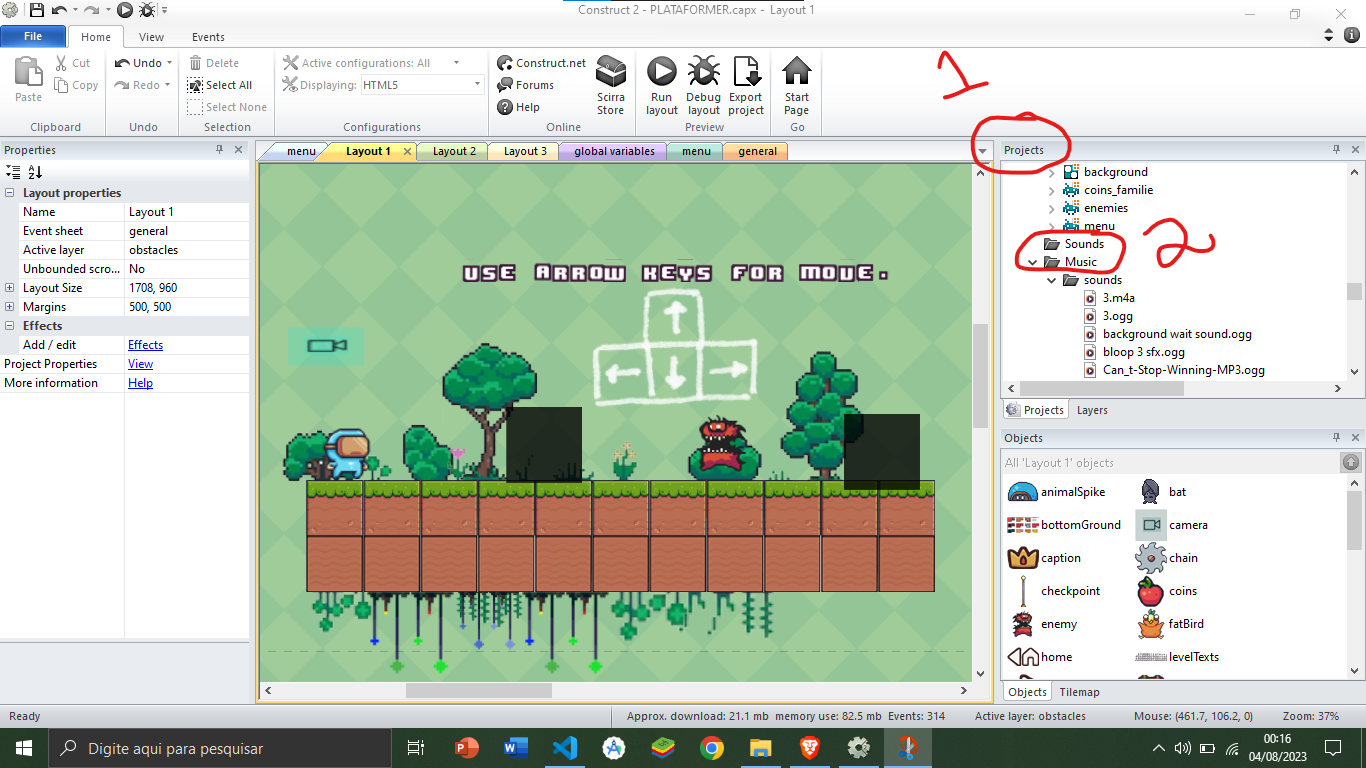 Construct 2 - PLATAFORMER.capx - Layout 1
File Home View Events
Paste Cut Copy
Undo Redo
Delete Select All Select None
Active configurations: All
Displaying: HTML5
Construct.net Forums Help
Scirra Store
Run layout
Debug layout
Export project
Start Page
Clipboard Undo Selection Configurations Online Preview Go
1
Properties
Layout properties
Name Layout 1
Event sheet general
Active layer obstacles
Unbounded scro... No
Layout Size 1708, 960
Margins 500, 500
Effects
Add / edit Effects
Project Properties View
More information Help
menu Layout 1 Layout 2 Layout 3 global variables menu general
USE ARROW KEYS FOR MOVE.
Projects
background
coins_familie
enemies
menu
Sounds
Music
2
sounds
3.m4a
3.ogg
background wait sound.ogg
bloop 3 sfx.ogg
Can_t-Stop-Winning-MP3.ogg
Projects Layers
Objects
All 'Layout 1' objects
animalSpike bat
bottomGround camera
caption chain
checkpoint coins
enemy fatBird
home levelTexts
Objects Tilemap
Ready Approx. download: 21.1 mb memory use: 82.5 mb Events: 314 Active layer: obstacles Mouse: (461.7, 106.2, 0) Zoom: 37%
Digite aqui para pesquisar
00:16
04/08/2023